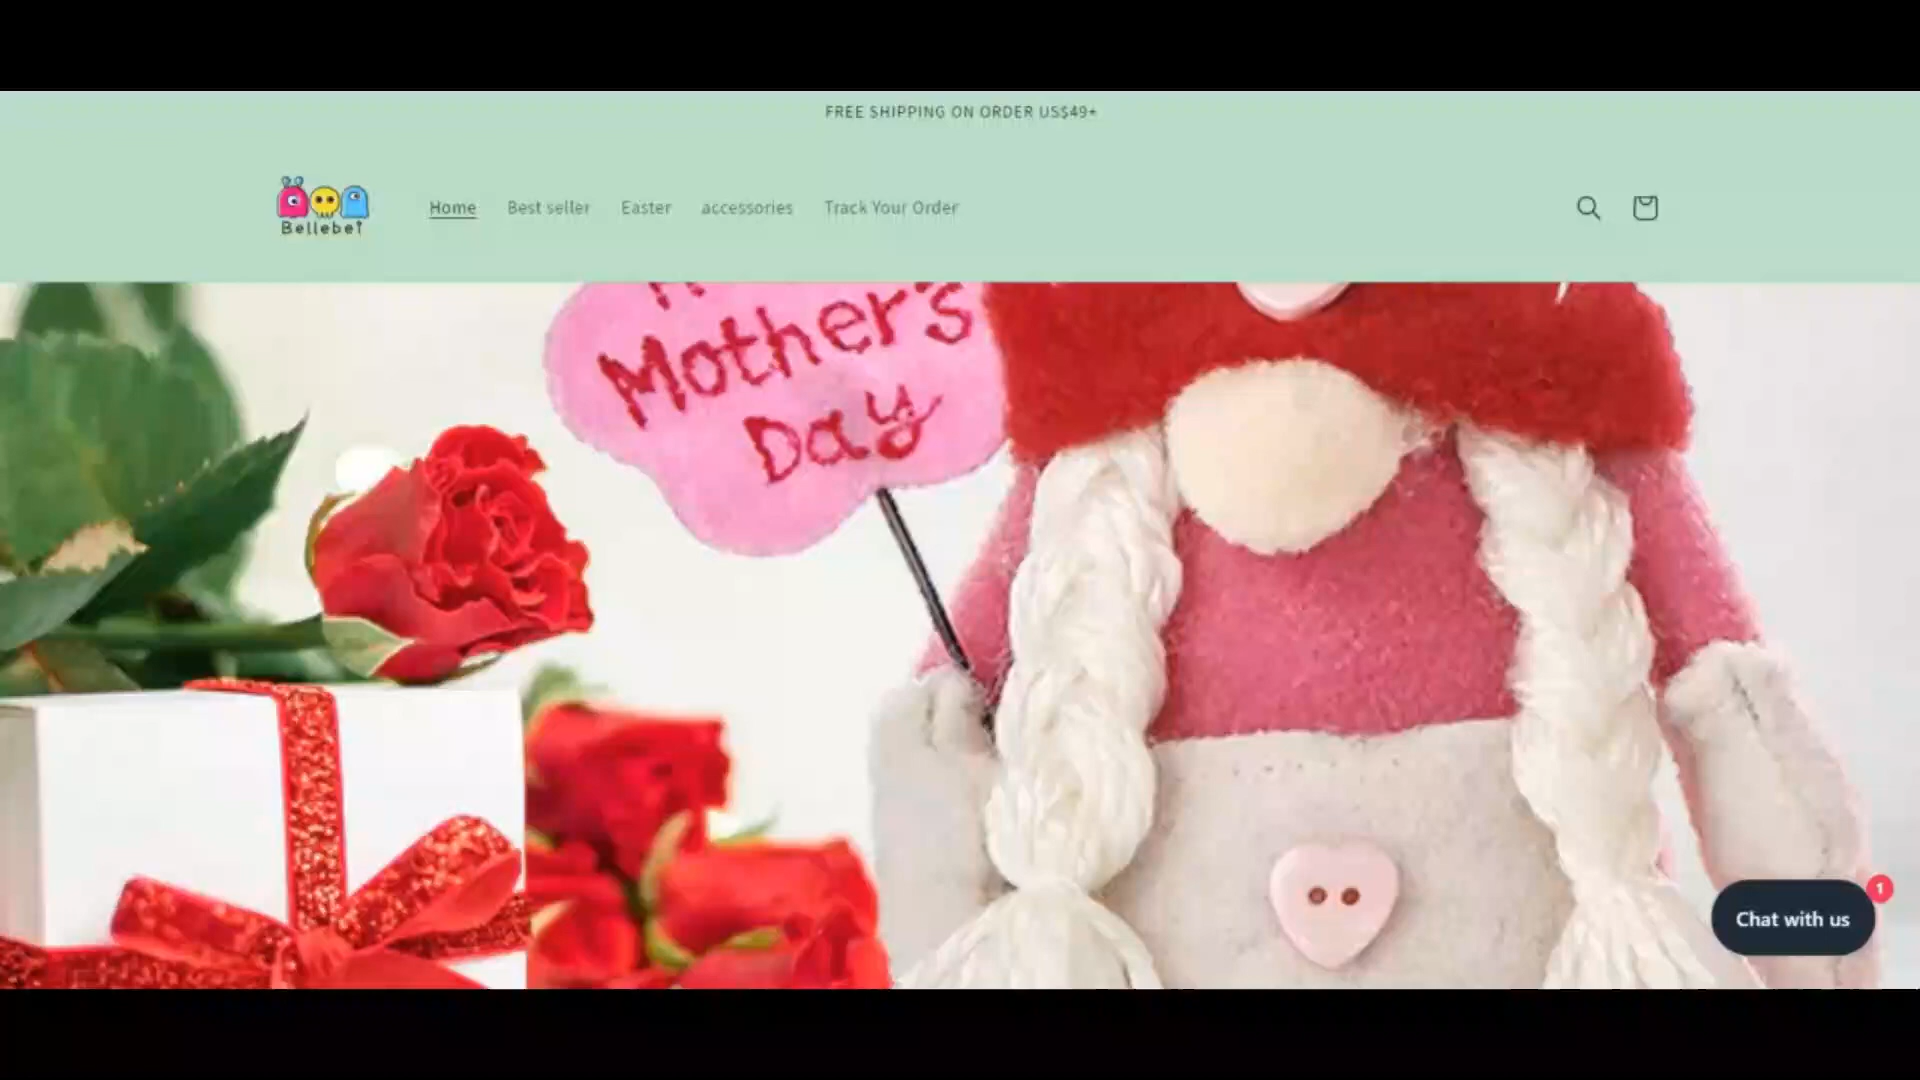 FREE SHIPPING ON ORDER US$49+
Bellebei
Home Best seller Easter accessories Track Your Order
Mother's
Day
1
Chat with us